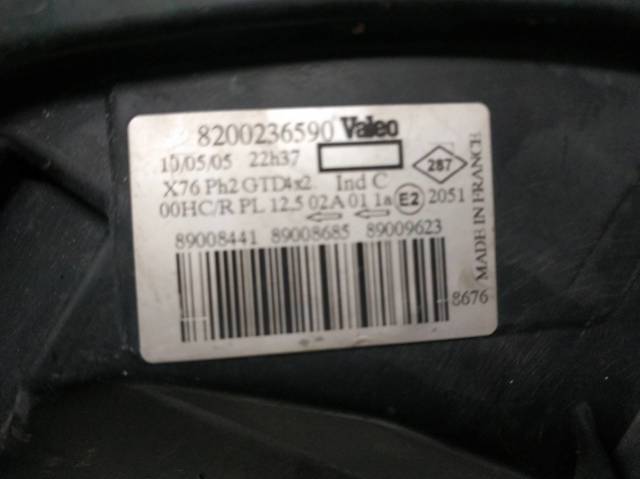 8200236590 Valeo
10/05/05 22h37
287
X76 Ph2 GTD4x2 Ind C
00HC/R PL 12.5 02A 01 1a E2 2051
89008441 89008685 89009623
8676
MADE IN FRANCE